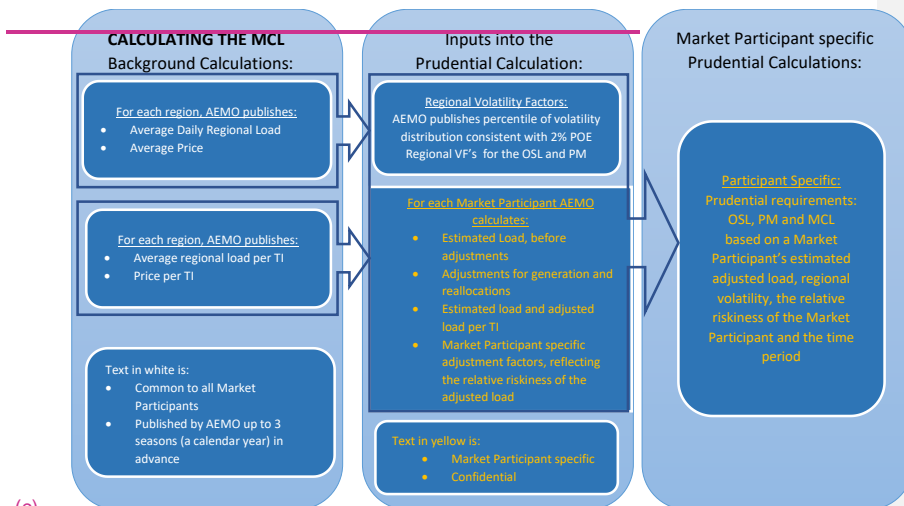 CALCULATING THE MCL
Background Calculations:
For each region, AEMO publishes:
• Average Daily Regional Load
• Average Price
For each region, AEMO publishes:
• Average regional load per TI
• Price per TI
Text in white is:
• Common to all Market
Participants
• Published by AEMO up to 3
seasons (a calendar year) in
advance
Inputs into the
Prudential Calculation:
Regional Volatility Factors:
AEMO publishes percentile of volatility
distribution consistent with 2% POE
Regional VF's for the OSL and PM
For each Market Participant AEMO
calculates:
• Estimated Load, before
adjustments
• Adjustments for generation and
reallocations
• Estimated load and adjusted
load per TI
• Market Participant specific
adjustment factors, reflecting
the relative riskiness of the
adjusted load
Text in yellow is:
• Market Participant specific
• Confidential
Market Participant specific
Prudential Calculations:
Participant Specific:
Prudential requirements:
OSL, PM and MCL
based on a Market
Participant's estimated
adjusted load, regional
volatility, the relative
riskiness of the Market
Participant and the time
period